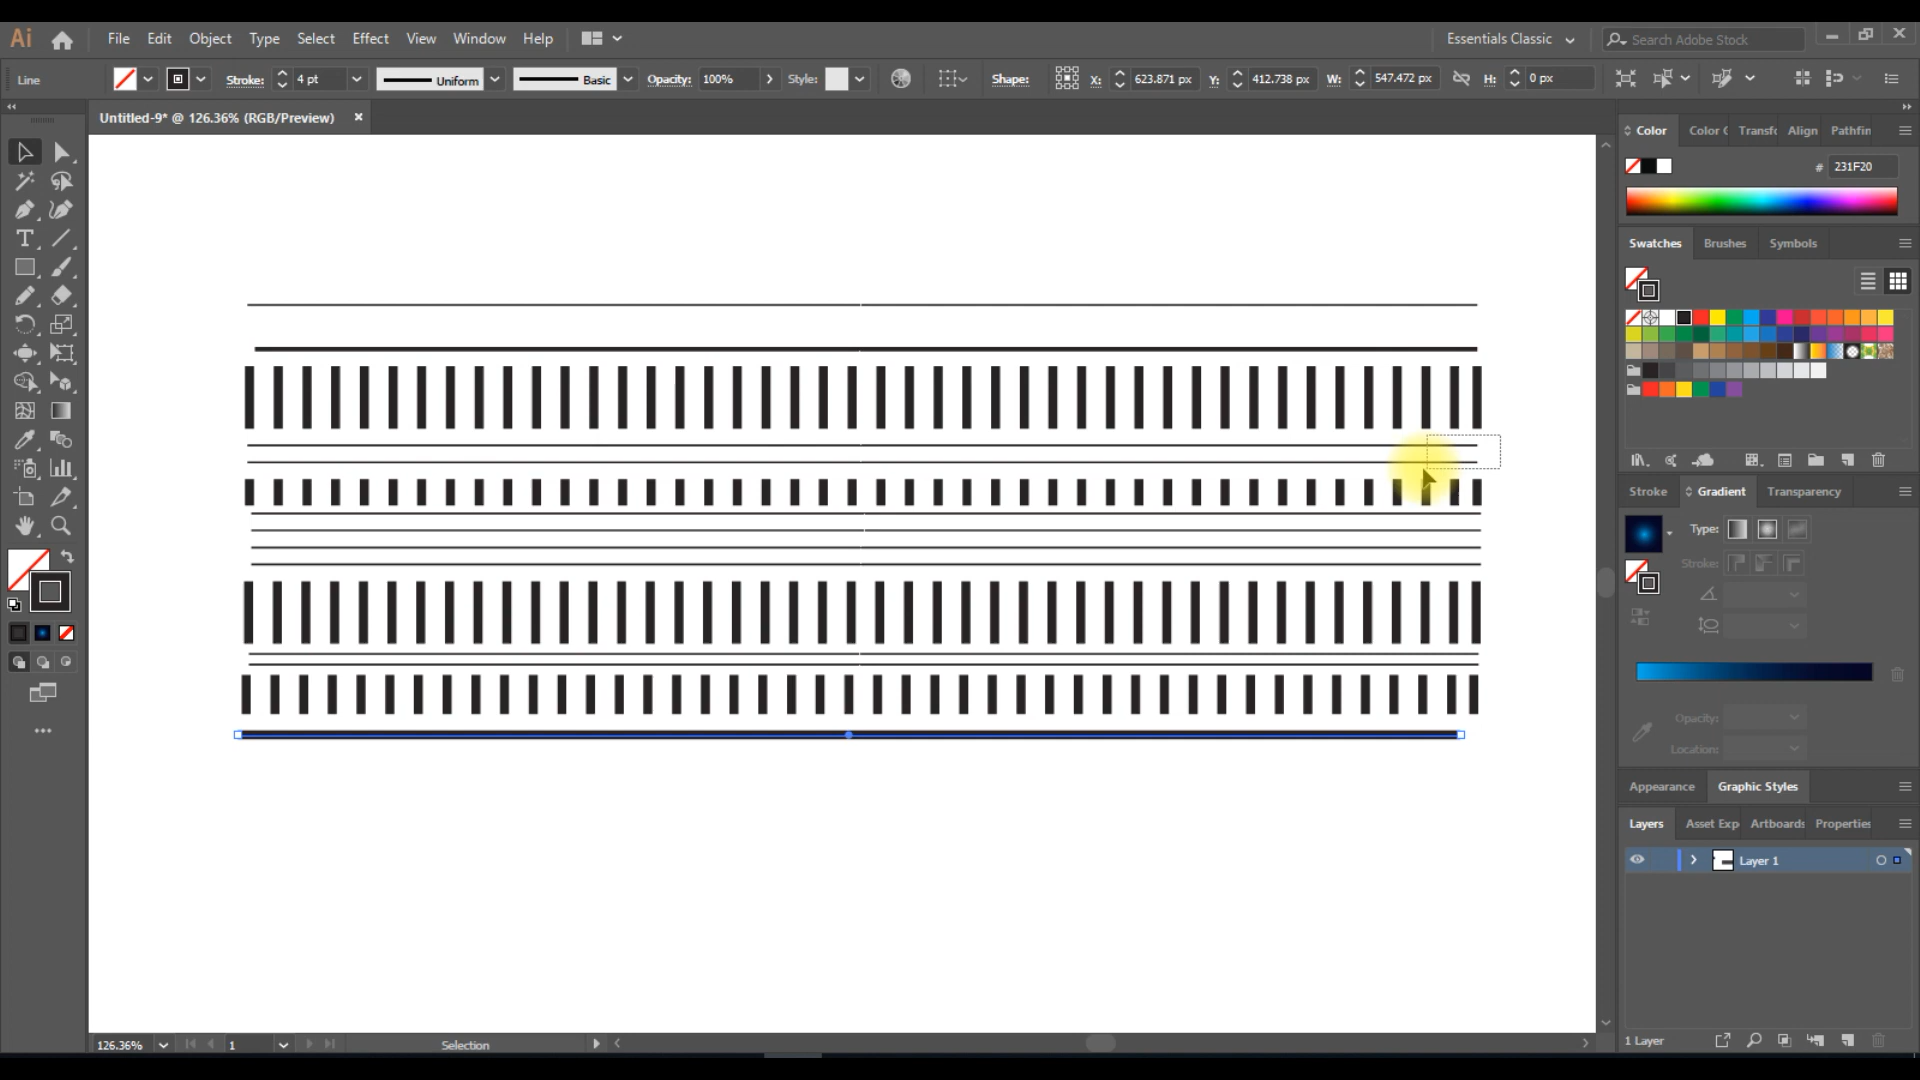 Ai File Edit Object Type Select Effect View Window Help Essentials Classic Search Adobe Stock
Line Stroke: 4 pt Uniform Basic Opacity: 100% Style: Shape: X: 623.871 px Y: 412.738 px W: 547.472 px H: 0 px
Untitled-9* @ 126.36% (RGB/Preview)
Color Color G Transfo Align Pathfin
# 231F20
Swatches Brushes Symbols
Stroke Gradient Transparency
Type:
Stroke:
Opacity:
Location:
Appearance Graphic Styles
Layers Asset Exp Artboards Properties
Layer 1
1 Layer
126.36% 1 Selection